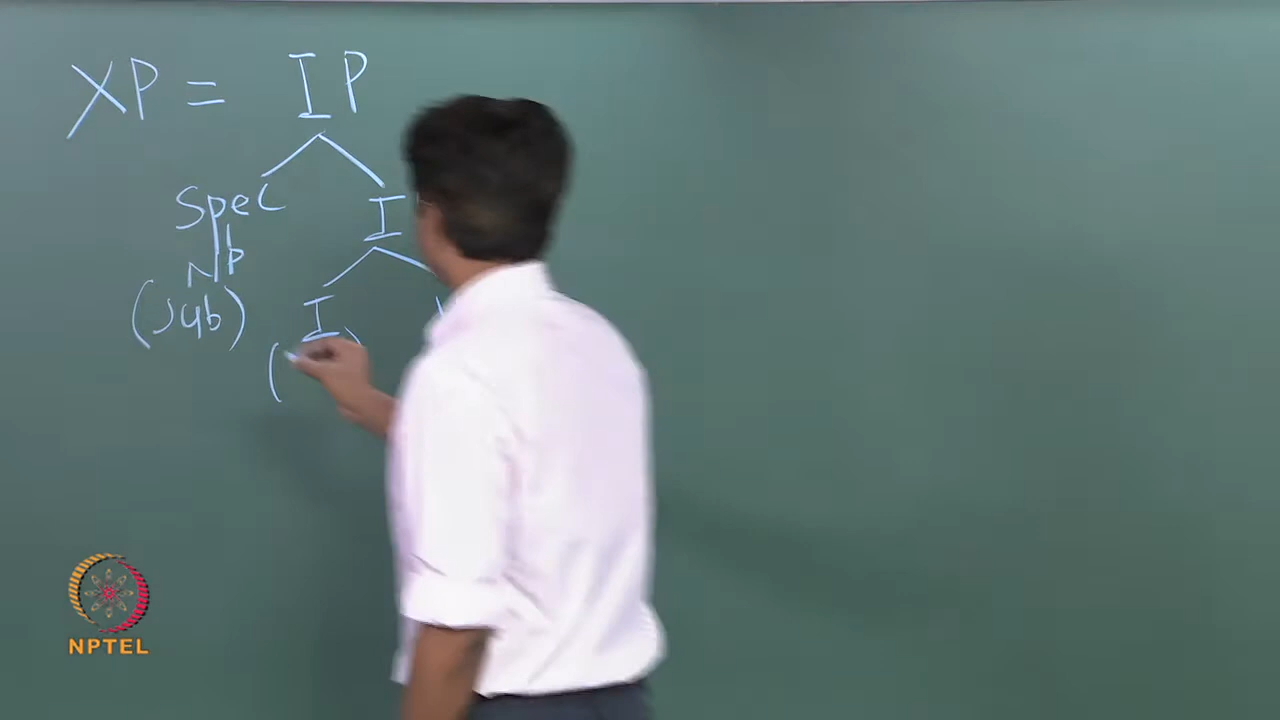 XP = IP
Spec I
NP
(Sub) I
(
NPTEL